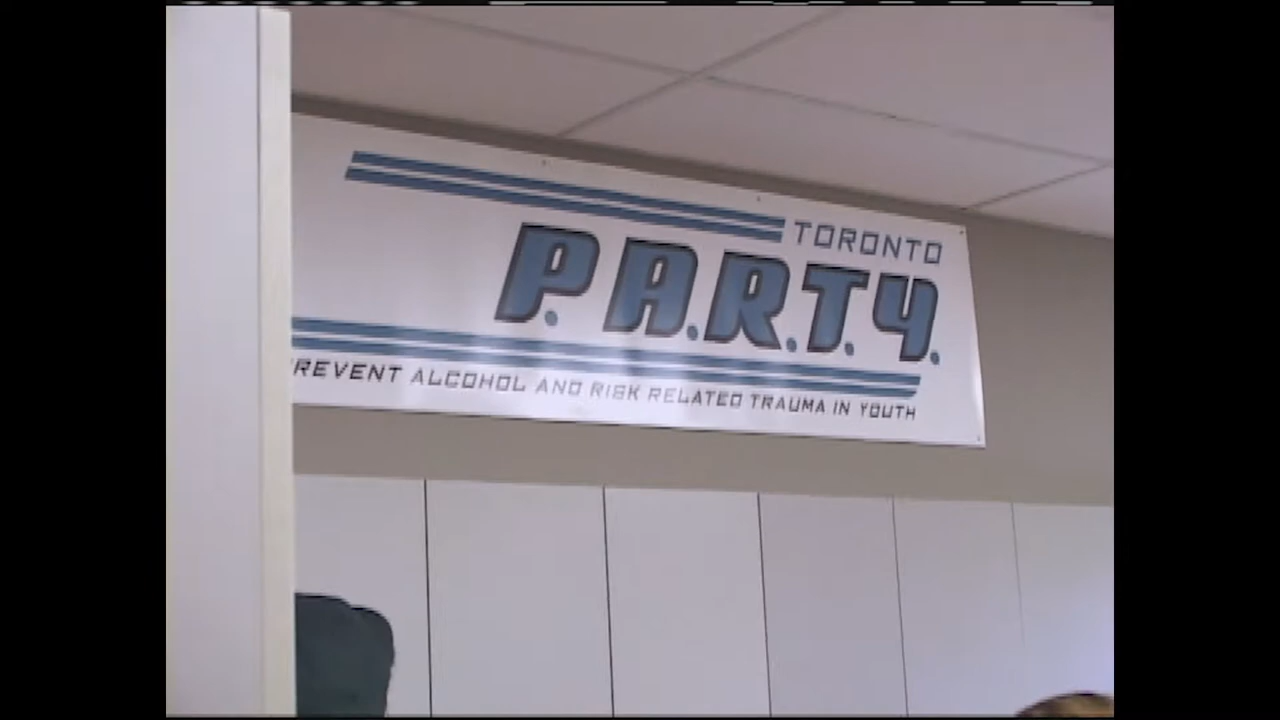 TORONTO
P.A.R.T.Y.
REVENT ALCOHOL AND RISK RELATED TRAUMA IN YOUTH